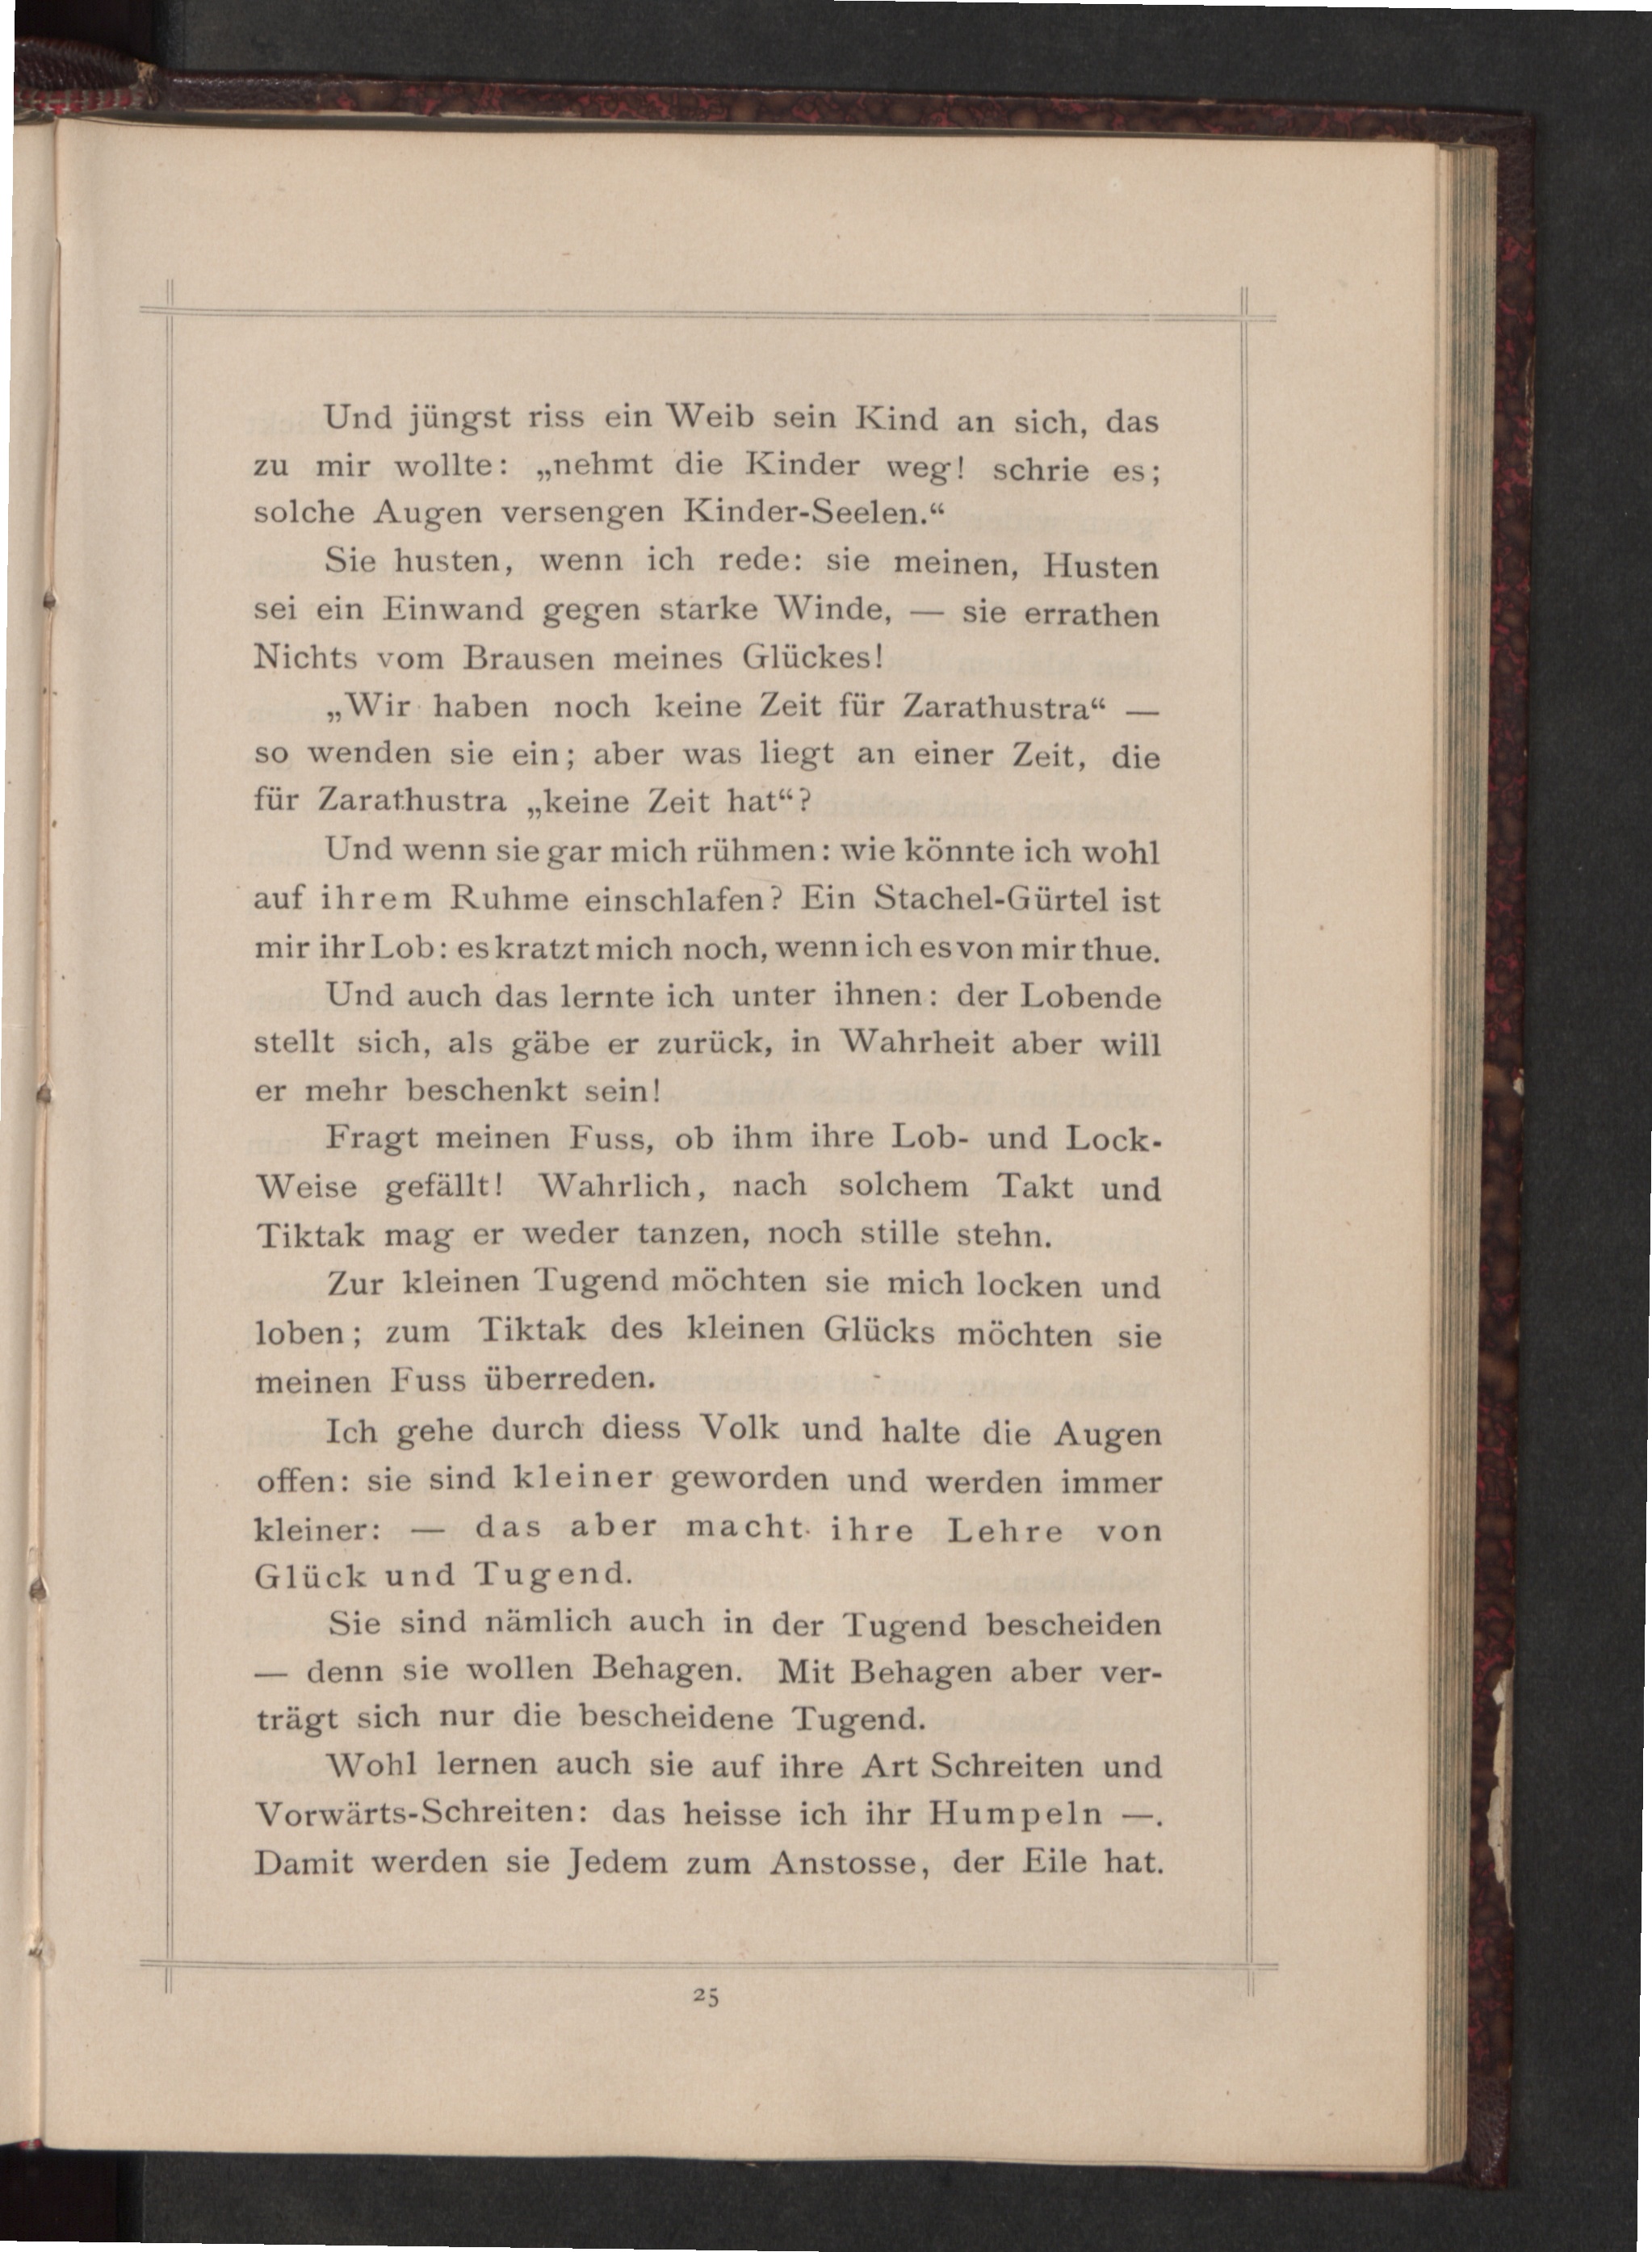 Und jüngst riss ein Weib sein Kind an sich, das
zu mir wollte: „nehmt die Kinder weg! schrie es;
solche Augen versengen Kinder-Seelen.“
Sie husten, wenn ich rede: sie meinen, Husten
sei ein Einwand gegen starke Winde, — sie errathen
Nichts vom Brausen meines Glückes!
„Wir haben noch keine Zeit für Zarathustra“ —
so wenden sie ein; aber was liegt an einer Zeit, die
für Zarathustra „keine Zeit hat“?
Und wenn sie gar mich rühmen: wie könnte ich wohl
auf ihrem Ruhme einschlafen? Ein Stachel-Gürtel ist
mir ihr Lob: es kratzt mich noch, wenn ich es von mir thue.
Und auch das lernte ich unter ihnen: der Lobende
stellt sich, als gäbe er zurück, in Wahrheit aber will
er mehr beschenkt sein!
Fragt meinen Fuss, ob ihm ihre Lob- und Lock-
Weise gefällt! Wahrlich, nach solchem Takt und
Tiktak mag er weder tanzen, noch stille stehn.
Zur kleinen Tugend möchten sie mich locken und
loben; zum Tiktak des kleinen Glücks möchten sie
meinen Fuss überreden.
Ich gehe durch diess Volk und halte die Augen
offen: sie sind kleiner geworden und werden immer
kleiner: — das aber macht ihre Lehre von
Glück und Tugend.
Sie sind nämlich auch in der Tugend bescheiden
— denn sie wollen Behagen. Mit Behagen aber ver-
trägt sich nur die bescheidene Tugend.
Wohl lernen auch sie auf ihre Art Schreiten und
Vorwärts-Schreiten: das heisse ich ihr Humpeln —.
Damit werden sie Jedem zum Anstosse, der Eile hat.
25